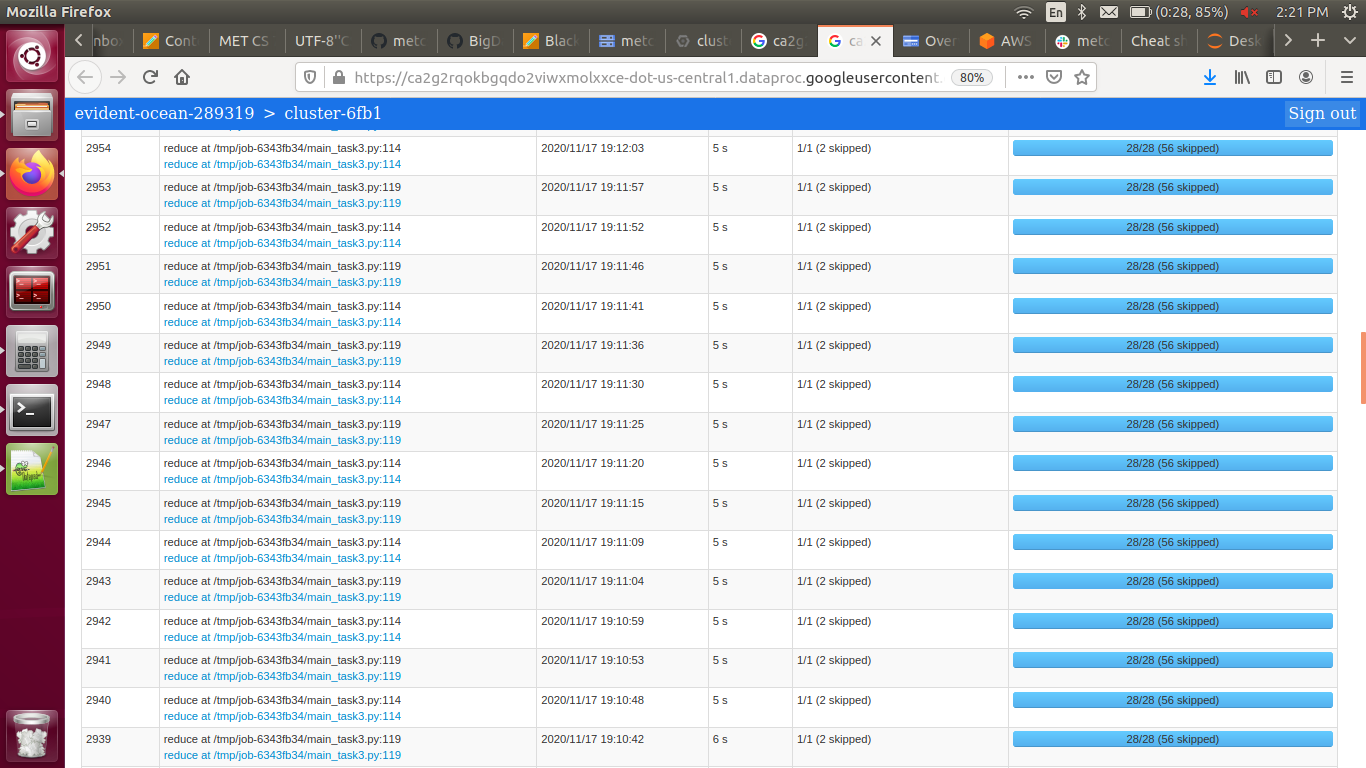 Mozilla Firefox
En
(0:28, 85%)
2:21 PM
nbox
Cont
MET CS
UTF-8''C
metc
BigD
Blac
metc
clust
ca2g
ca
Over
AWS
metc
Cheat sh
Desk
https://ca2g2rqokbgqdo2viwxmolxxce-dot-us-central1.dataproc.googleusercontent.
80%
evident-ocean-289319 > cluster-6fb1
Sign out
2954 reduce at /tmp/job-6343fb34/main_task3.py:114 2020/11/17 19:12:03 5 s 1/1 (2 skipped) 28/28 (56 skipped)
reduce at /tmp/job-6343fb34/main_task3.py:114
2953 reduce at /tmp/job-6343fb34/main_task3.py:119 2020/11/17 19:11:57 5 s 1/1 (2 skipped) 28/28 (56 skipped)
reduce at /tmp/job-6343fb34/main_task3.py:119
2952 reduce at /tmp/job-6343fb34/main_task3.py:114 2020/11/17 19:11:52 5 s 1/1 (2 skipped) 28/28 (56 skipped)
reduce at /tmp/job-6343fb34/main_task3.py:114
2951 reduce at /tmp/job-6343fb34/main_task3.py:119 2020/11/17 19:11:46 5 s 1/1 (2 skipped) 28/28 (56 skipped)
reduce at /tmp/job-6343fb34/main_task3.py:119
2950 reduce at /tmp/job-6343fb34/main_task3.py:114 2020/11/17 19:11:41 5 s 1/1 (2 skipped) 28/28 (56 skipped)
reduce at /tmp/job-6343fb34/main_task3.py:114
2949 reduce at /tmp/job-6343fb34/main_task3.py:119 2020/11/17 19:11:36 5 s 1/1 (2 skipped) 28/28 (56 skipped)
reduce at /tmp/job-6343fb34/main_task3.py:119
2948 reduce at /tmp/job-6343fb34/main_task3.py:114 2020/11/17 19:11:30 5 s 1/1 (2 skipped) 28/28 (56 skipped)
reduce at /tmp/job-6343fb34/main_task3.py:114
2947 reduce at /tmp/job-6343fb34/main_task3.py:119 2020/11/17 19:11:25 5 s 1/1 (2 skipped) 28/28 (56 skipped)
reduce at /tmp/job-6343fb34/main_task3.py:119
2946 reduce at /tmp/job-6343fb34/main_task3.py:114 2020/11/17 19:11:20 5 s 1/1 (2 skipped) 28/28 (56 skipped)
reduce at /tmp/job-6343fb34/main_task3.py:114
2945 reduce at /tmp/job-6343fb34/main_task3.py:119 2020/11/17 19:11:15 5 s 1/1 (2 skipped) 28/28 (56 skipped)
reduce at /tmp/job-6343fb34/main_task3.py:119
2944 reduce at /tmp/job-6343fb34/main_task3.py:114 2020/11/17 19:11:09 5 s 1/1 (2 skipped) 28/28 (56 skipped)
reduce at /tmp/job-6343fb34/main_task3.py:114
2943 reduce at /tmp/job-6343fb34/main_task3.py:119 2020/11/17 19:11:04 5 s 1/1 (2 skipped) 28/28 (56 skipped)
reduce at /tmp/job-6343fb34/main_task3.py:119
2942 reduce at /tmp/job-6343fb34/main_task3.py:114 2020/11/17 19:10:59 5 s 1/1 (2 skipped) 28/28 (56 skipped)
reduce at /tmp/job-6343fb34/main_task3.py:114
2941 reduce at /tmp/job-6343fb34/main_task3.py:119 2020/11/17 19:10:53 5 s 1/1 (2 skipped) 28/28 (56 skipped)
reduce at /tmp/job-6343fb34/main_task3.py:119
2940 reduce at /tmp/job-6343fb34/main_task3.py:114 2020/11/17 19:10:48 5 s 1/1 (2 skipped) 28/28 (56 skipped)
reduce at /tmp/job-6343fb34/main_task3.py:114
2939 reduce at /tmp/job-6343fb34/main_task3.py:119 2020/11/17 19:10:42 6 s 1/1 (2 skipped) 28/28 (56 skipped)
reduce at /tmp/job-6343fb34/main_task3.py:119